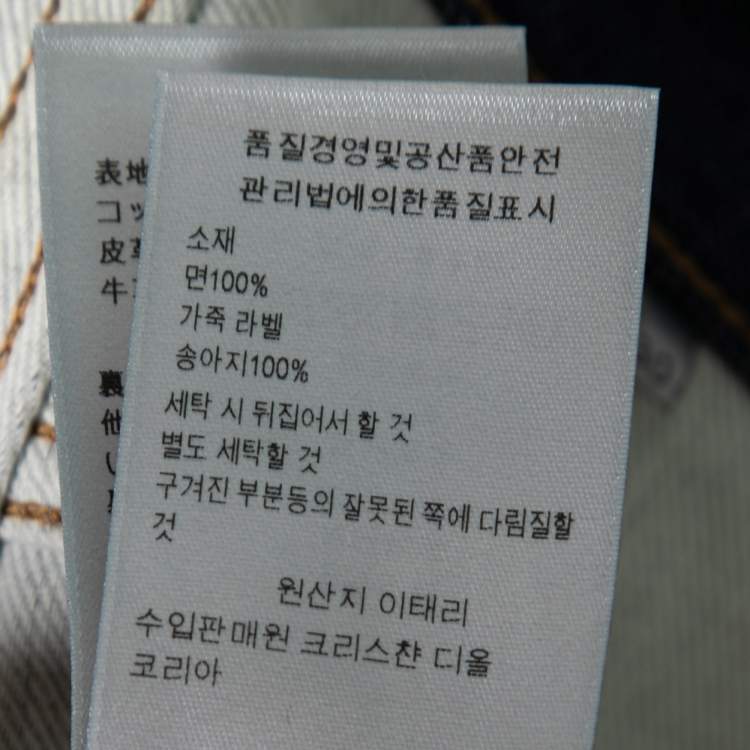 품질경영및공산품안전
관리법에의한품질표시
소재
면100%
가죽 라벨
송아지100%
세탁 시 뒤집어서 할 것
별도 세탁할 것
구겨진 부분등의 잘못된 쪽에 다림질할
것
원산지 이태리
수입판매원 크리스챤 디올
코리아
表地
コッ
皮革
牛
裏
他